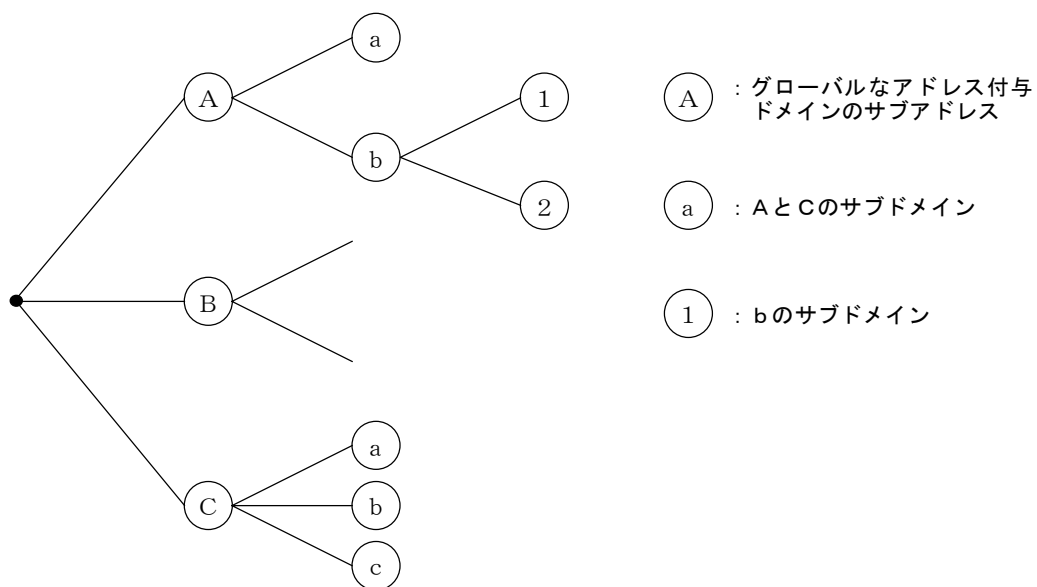 a
A
1
b
2
B
a
C
b
c
A :グローバルなアドレス付与
ドメインのサブアドレス
a :AとCのサブドメイン
1 :bのサブドメイン